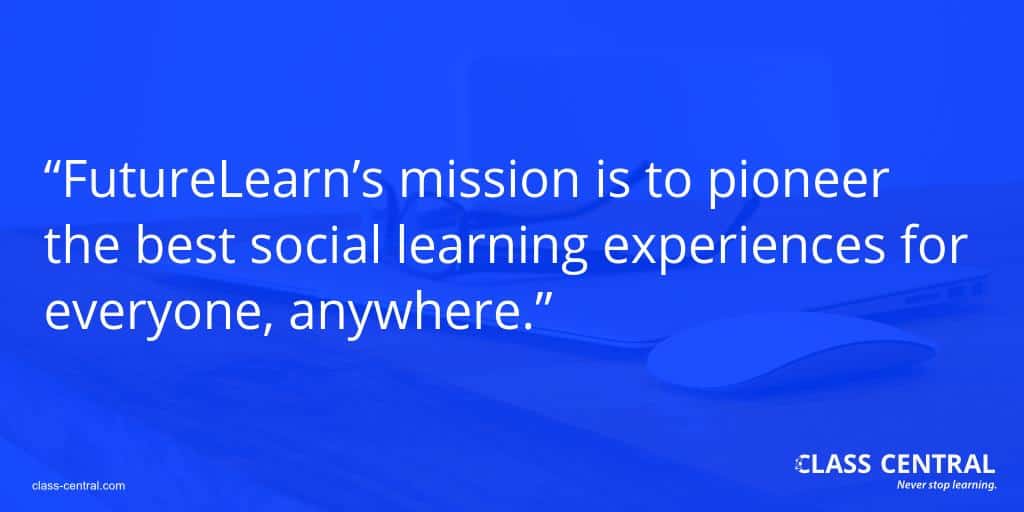 “FutureLearn’s mission is to pioneer
the best social learning experiences for
everyone, anywhere.”
CLASS CENTRAL
Never stop learning.
class-central.com